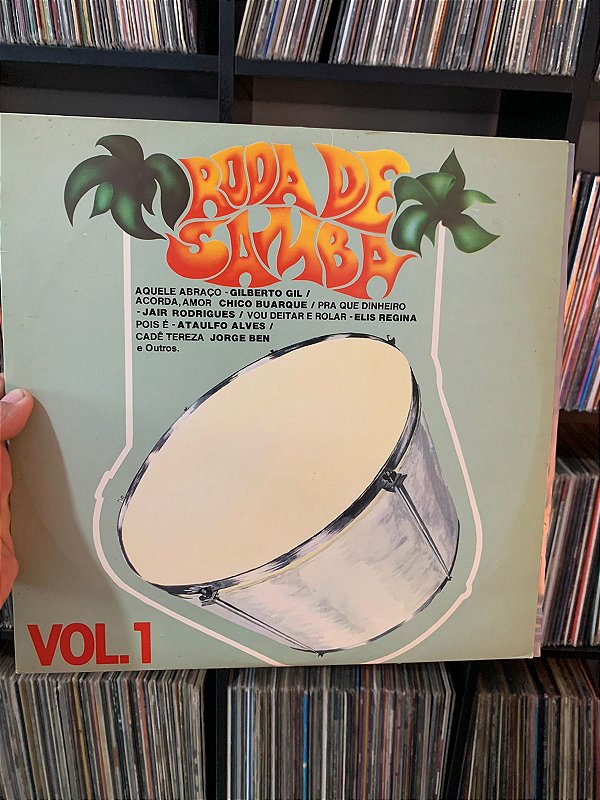 RODA DE
SAMBA
AQUELE ABRAÇO - GILBERTO GIL /
ACORDA, AMOR CHICO BUARQUE / PRA QUE DINHEIRO
- JAIR RODRIGUES / VOU DEITAR E ROLAR - ELIS REGINA
POIS É - ATAULFO ALVES /
CADÊ TEREZA JORGE BEN
e Outros.
VOL.1